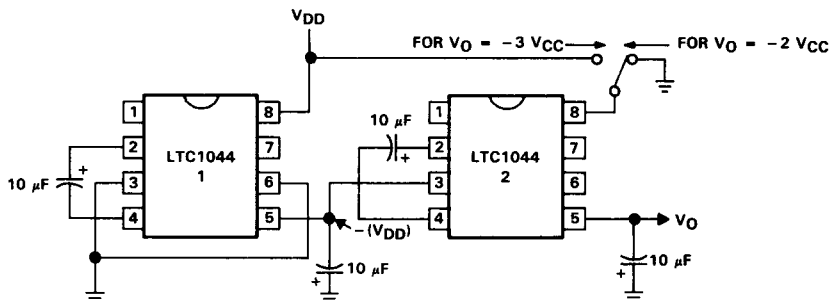 VDD
FOR VO = −3 VCC
FOR VO = −2 VCC
1
2
3
4
8
7
6
5
LTC1044
1
10 μF
+
−(VDD)
10 μF
+
10 μF
+
1
2
3
4
8
7
6
5
LTC1044
2
VO
10 μF
+